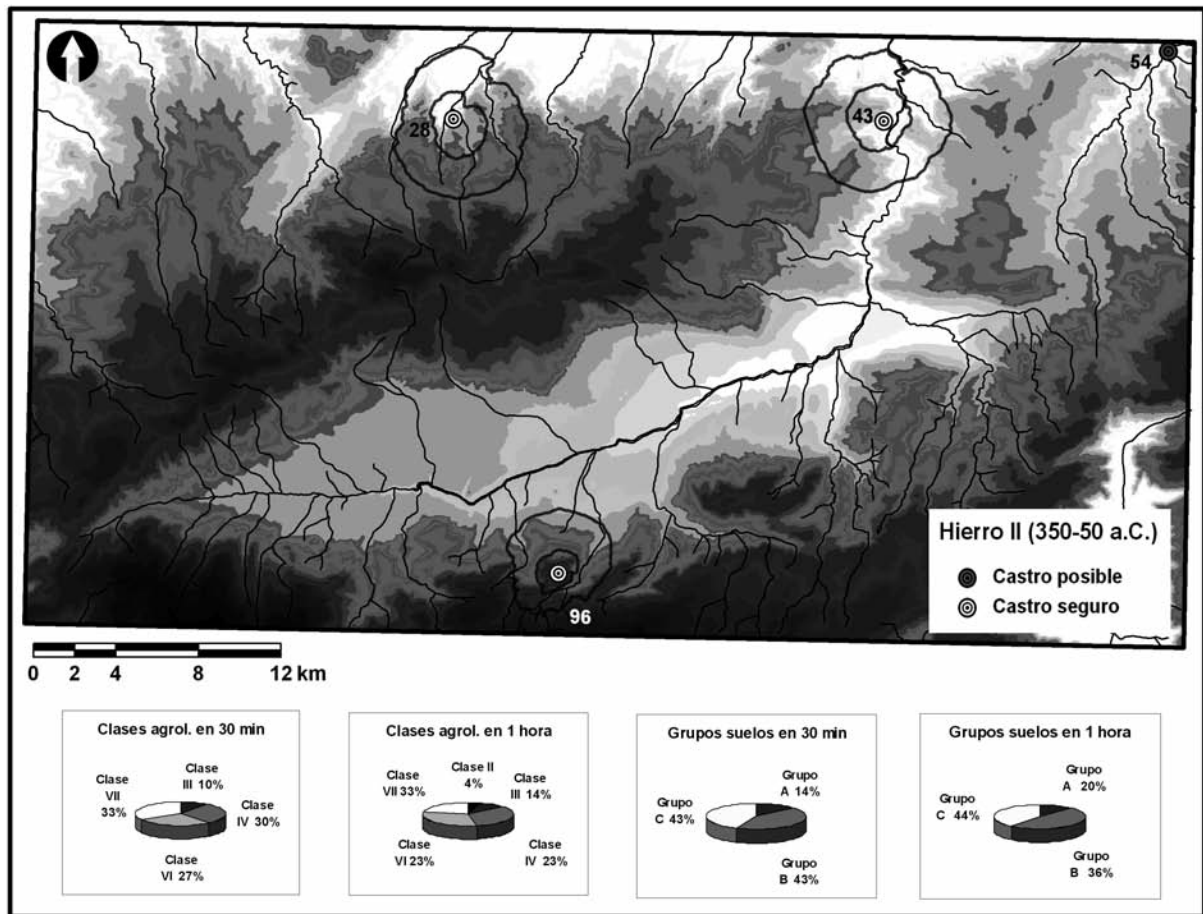 54
28
43
Hierro II (350-50 a.C.)
Castro posible
Castro seguro
96
0 2 4 8 12 km
Clases agrol. en 30 min
Clase
VII
33%
Clase
III 10%
Clase
IV 30%
Clase
VI 27%
Clases agrol. en 1 hora
Clase
VII 33%
Clase II
4%
Clase
III 14%
Clase
VI 23%
Clase
IV 23%
Grupos suelos en 30 min
Grupo
A 14%
Grupo
C 43%
Grupo
B 43%
Grupos suelos en 1 hora
Grupo
A 20%
Grupo
C 44%
Grupo
B 36%